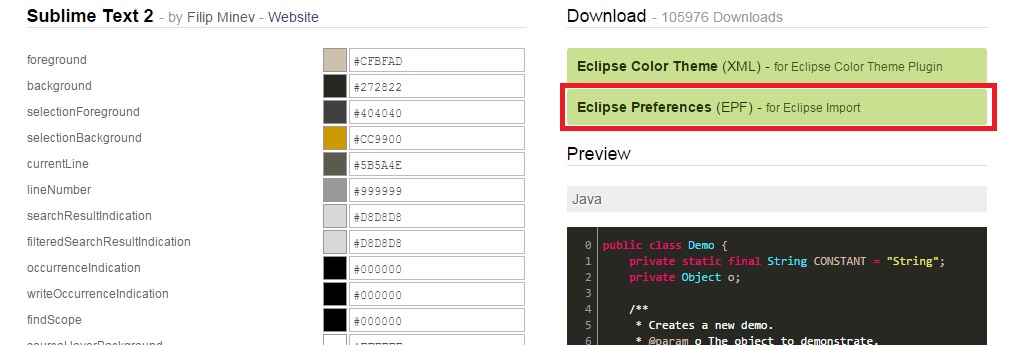 Sublime Text 2 - by Filip Minev - Website
foreground #CFBFAD
background #272822
selectionForeground #404040
selectionBackground #CC9900
currentLine #5B5A4E
lineNumber #999999
searchResultIndication #D8D8D8
filteredSearchResultIndication #D8D8D8
occurrenceIndication #000000
writeOccurrenceIndication #000000
findScope #000000
Download - 105976 Downloads
Eclipse Color Theme (XML) - for Eclipse Color Theme Plugin
Eclipse Preferences (EPF) - for Eclipse Import
Preview
Java
0 public class Demo {
1 private static final String CONSTANT = "String";
2 private Object o;
3
4 /**
5 * Creates a new demo.
6 * @param o The object to demonstrate.